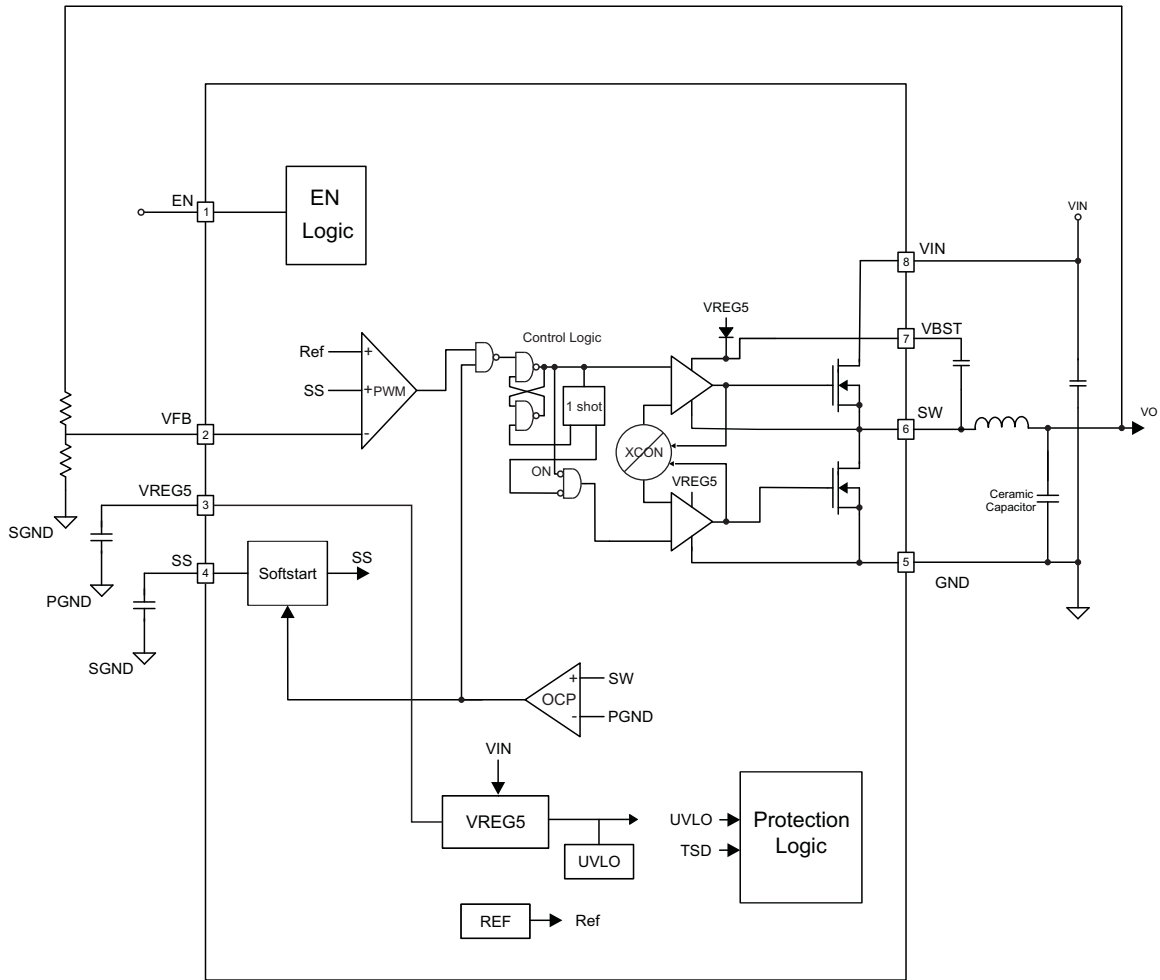 EN
1
EN
Logic
VIN
VIN
8
VREG5
VBST
7
Control Logic
Ref
+
SS
+
PWM
1 shot
SW
6
VO
VFB
2
-
XCON
ON
VREG5
VREG5
3
Ceramic
Capacitor
SGND
SS
4
Softstart
SS
5
GND
PGND
SGND
+
SW
OCP
-
PGND
VIN
VREG5
UVLO
UVLO
TSD
Protection
Logic
REF
Ref